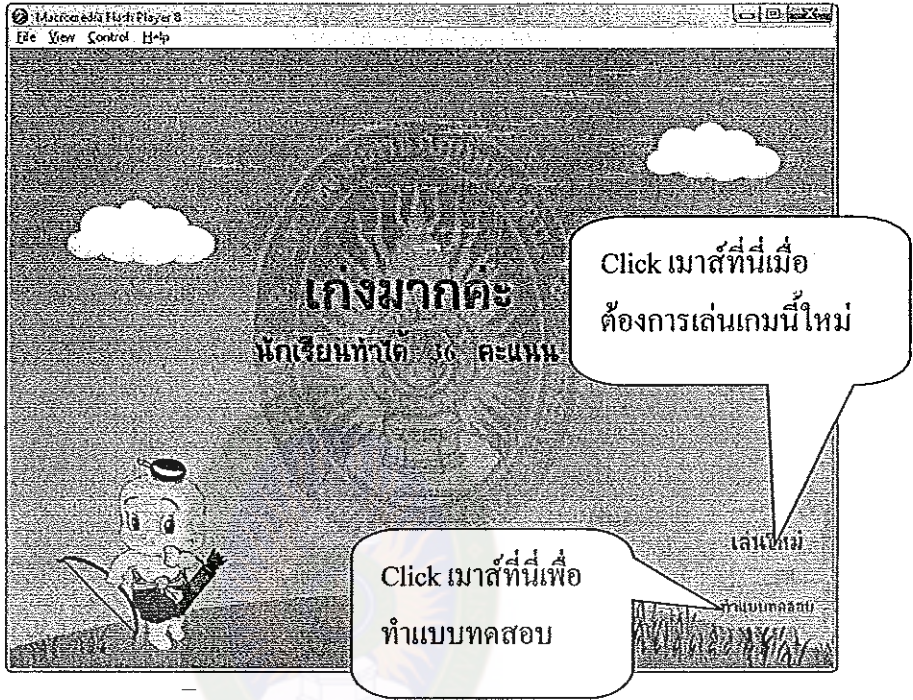 Macromedia Flash Player 8
File View Control Help
เก่งมากค่ะ
นักเรียนทำได้ 36 คะแนน
Click เมาส์ที่นี่เมื่อ
ต้องการเล่นเกมนี้ใหม่
เล่นใหม่
Click เมาส์ที่นี่เพื่อ
ทำแบบทดสอบ
ทำแบบทดสอบ